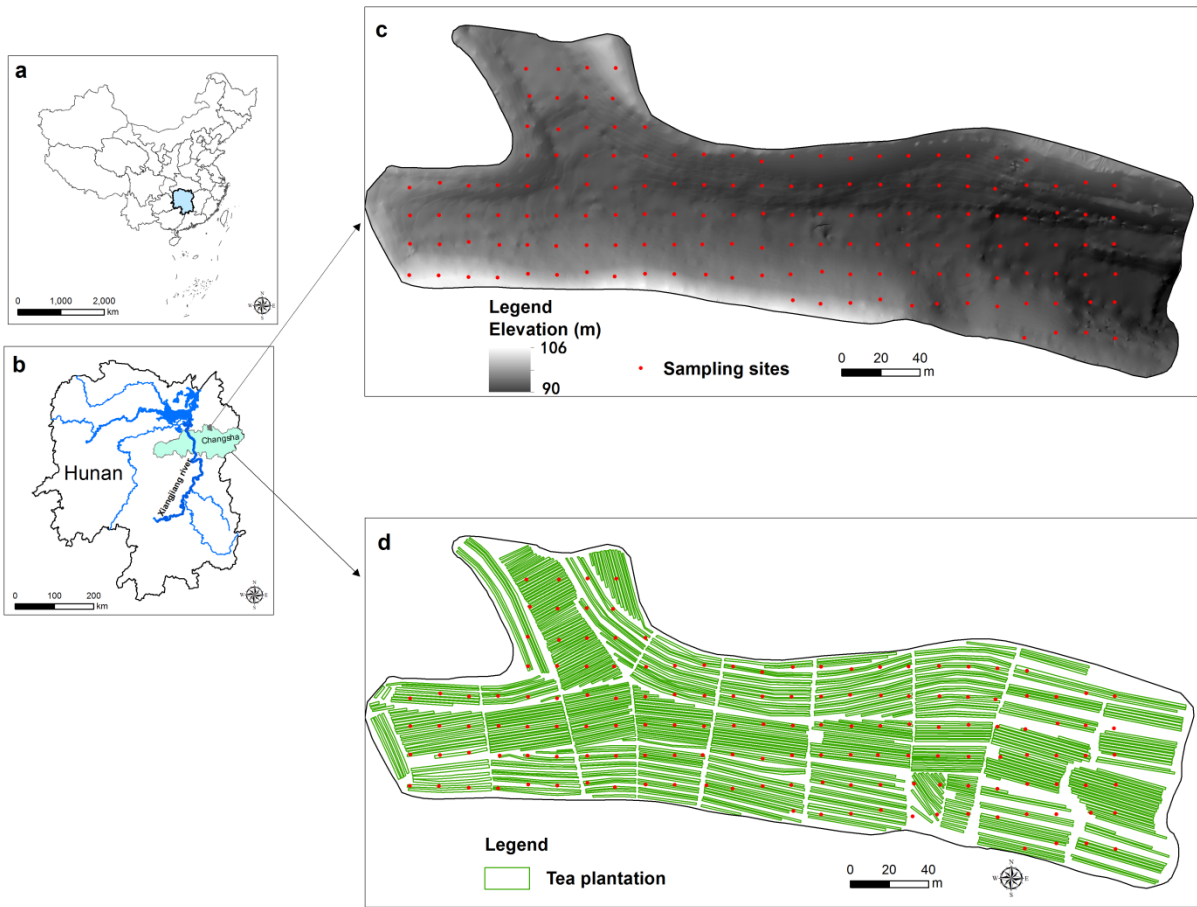 a
0 1,000 2,000
km
N
W E
S
b
Changsha
Hunan
Xiangjiang river
0 100 200
km
N
W E
S
c
Legend
Elevation (m)
106
90
Sampling sites
0 20 40
m
d
Legend
Tea plantation
0 20 40
m
N
W E
S